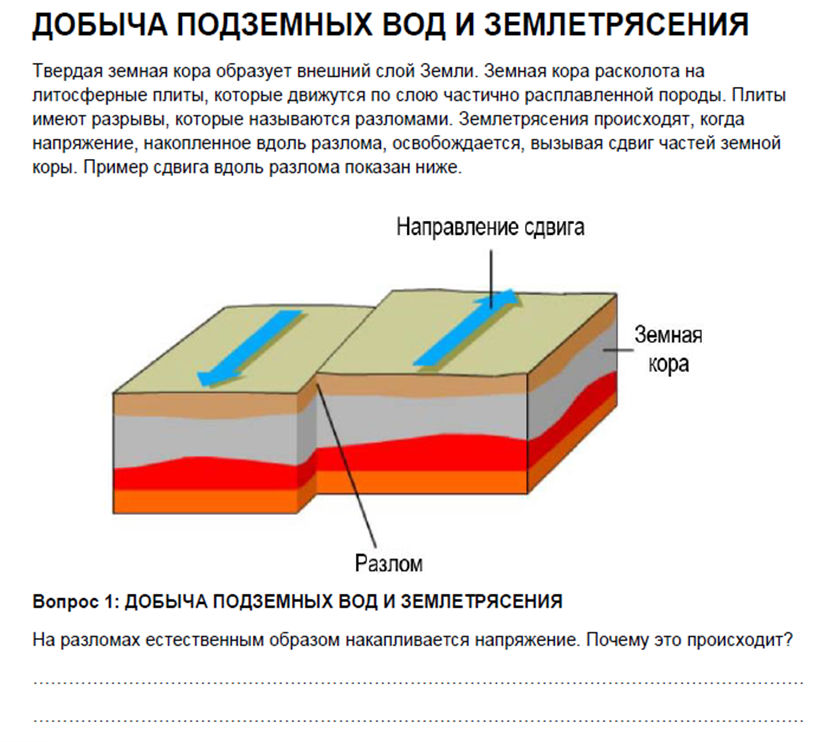 ДОБЫЧА ПОДЗЕМНЫХ ВОД И ЗЕМЛЕТРЯСЕНИЯ
Твердая земная кора образует внешний слой Земли. Земная кора расколота на
литосферные плиты, которые движутся по слою частично расплавленной породы. Плиты
имеют разрывы, которые называются разломами. Землетрясения происходят, когда
напряжение, накопленное вдоль разлома, освобождается, вызывая сдвиг частей земной
коры. Пример сдвига вдоль разлома показан ниже.
Направление сдвига
Земная
кора
Разлом
Вопрос 1: ДОБЫЧА ПОДЗЕМНЫХ ВОД И ЗЕМЛЕТРЯСЕНИЯ
На разломах естественным образом накапливается напряжение. Почему это происходит?